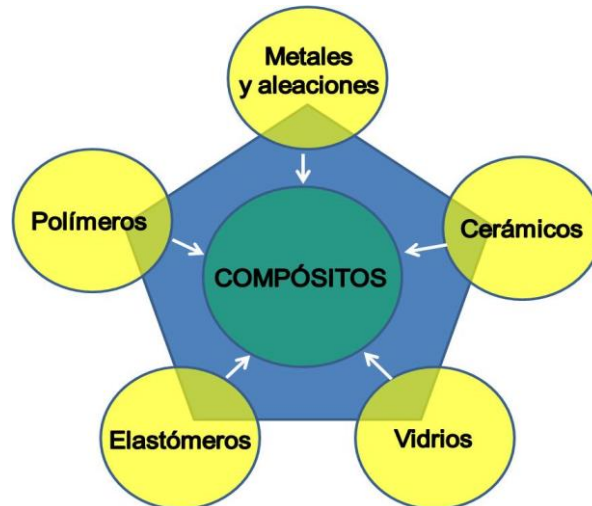 Metales
y aleaciones
Polímeros
Cerámicos
COMPÓSITOS
Elastómeros
Vidrios